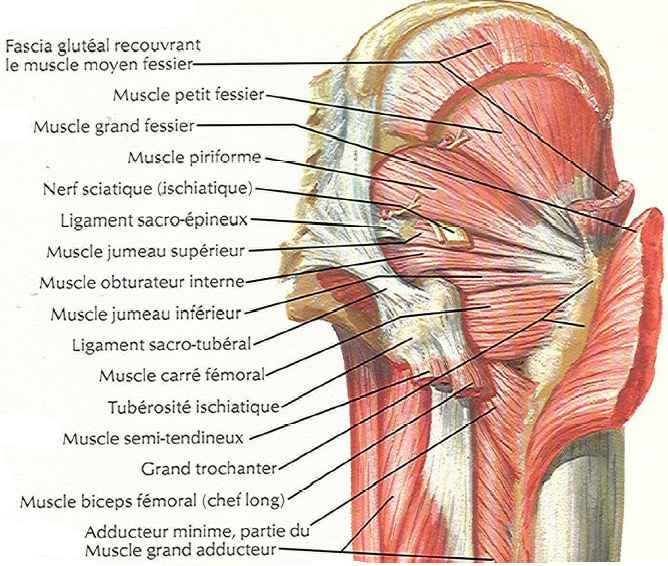 Fascia glutéal recouvrant
le muscle moyen fessier
Muscle petit fessier
Muscle grand fessier
Muscle piriforme
Nerf sciatique (ischiatique)
Ligament sacro-épineux
Muscle jumeau supérieur
Muscle obturateur interne
Muscle jumeau inférieur
Ligament sacro-tubéral
Muscle carré fémoral
Tubérosité ischiatique
Muscle semi-tendineux
Grand trochanter
Muscle biceps fémoral (chef long)
Adducteur minime, partie du
Muscle grand adducteur